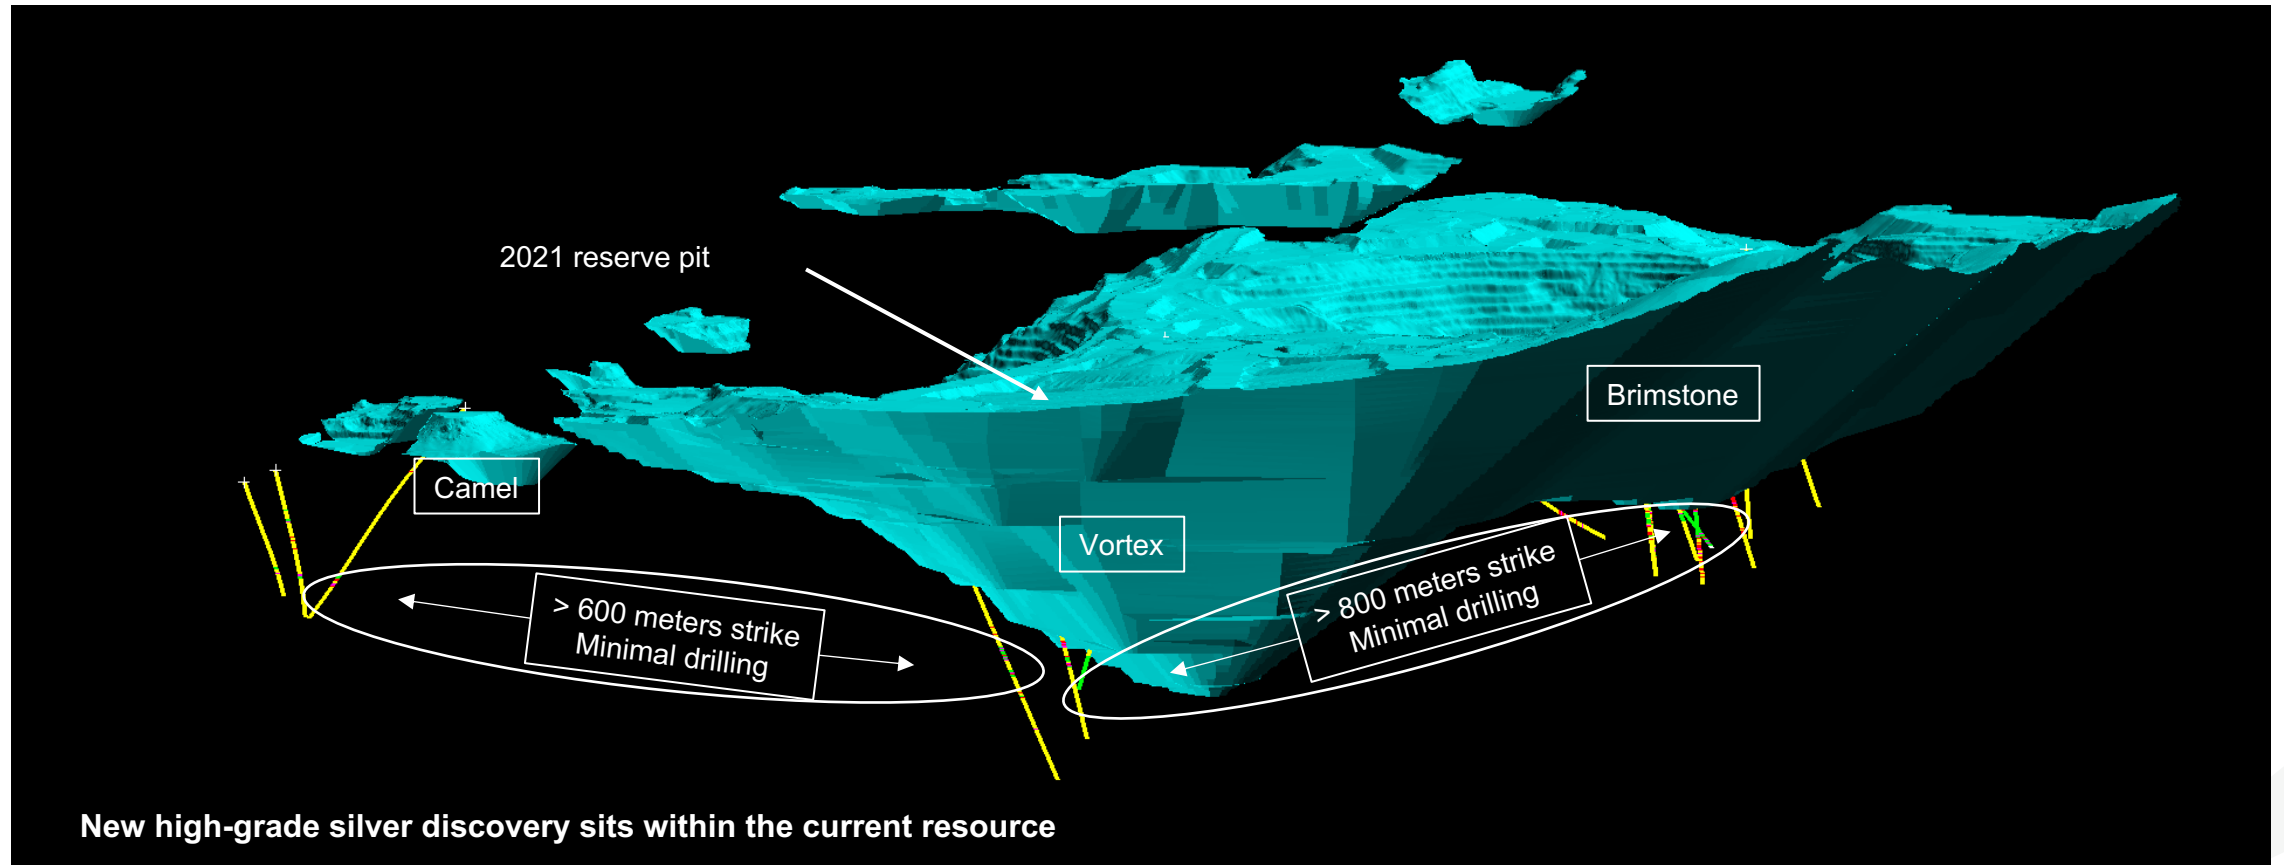 2021 reserve pit
Brimstone
Camel
Vortex
> 600 meters strike
Minimal drilling
> 800 meters strike
Minimal drilling
New high-grade silver discovery sits within the current resource